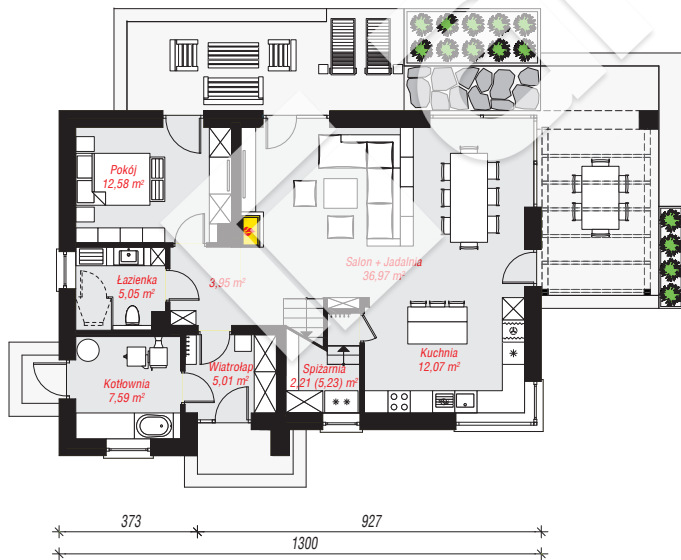 Pokój
12,58 m²
Łazienka
5,05 m²
3,95 m²
Salon + Jadalnia
36,97 m²
Kotłownia
7,59 m²
Wiatrołap
5,01 m²
Spiżarnia
2,21 (5,23) m²
Kuchnia
12,07 m²
373
927
1300